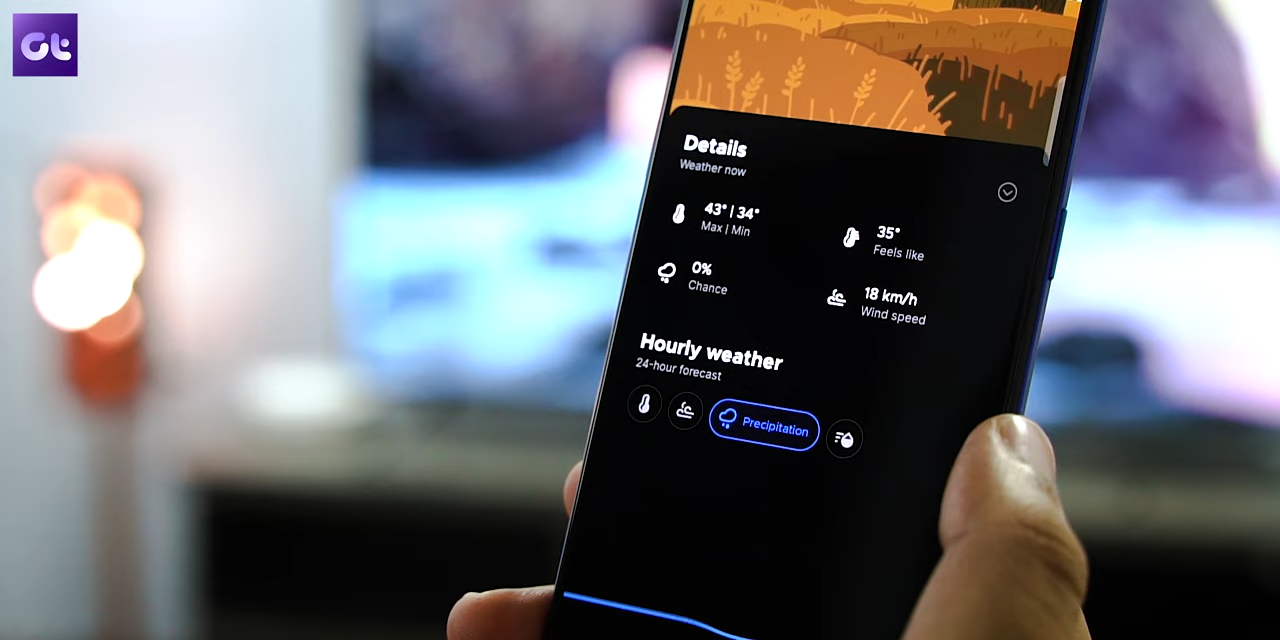 Gt
Details
Weather now
43° | 34°
Max | Min
35°
Feels like
0%
Chance
18 km/h
Wind speed
Hourly weather
24-hour forecast
Precipitation